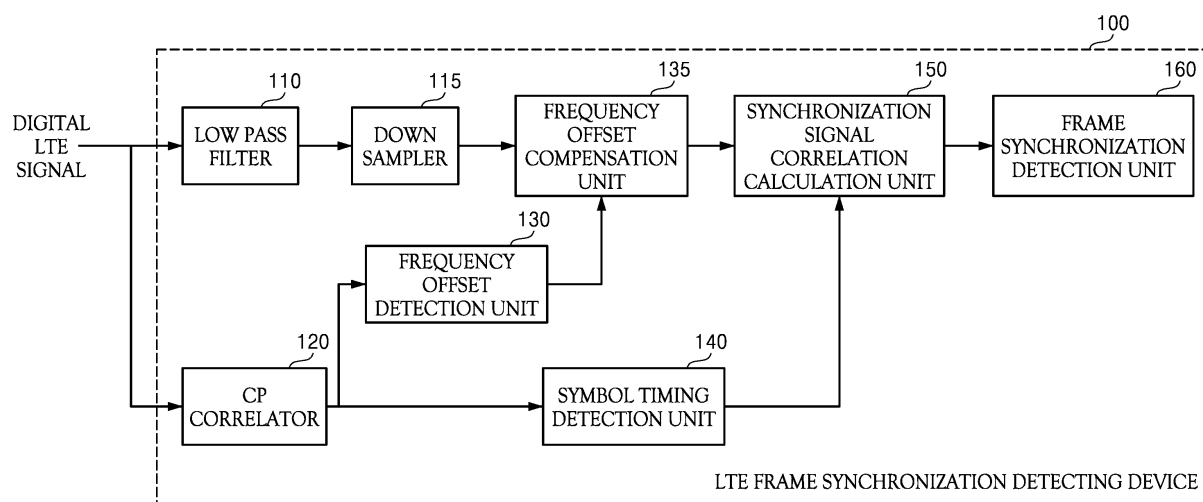 100
110
115
135
150
160
DIGITAL
LTE
SIGNAL
LOW PASS
FILTER
DOWN
SAMPLER
FREQUENCY
OFFSET
COMPENSATION
UNIT
SYNCHRONIZATION
SIGNAL
CORRELATION
CALCULATION UNIT
FRAME
SYNCHRONIZATION
DETECTION UNIT
130
FREQUENCY
OFFSET
DETECTION UNIT
120
CP
CORRELATOR
140
SYMBOL TIMING
DETECTION UNIT
LTE FRAME SYNCHRONIZATION DETECTING DEVICE